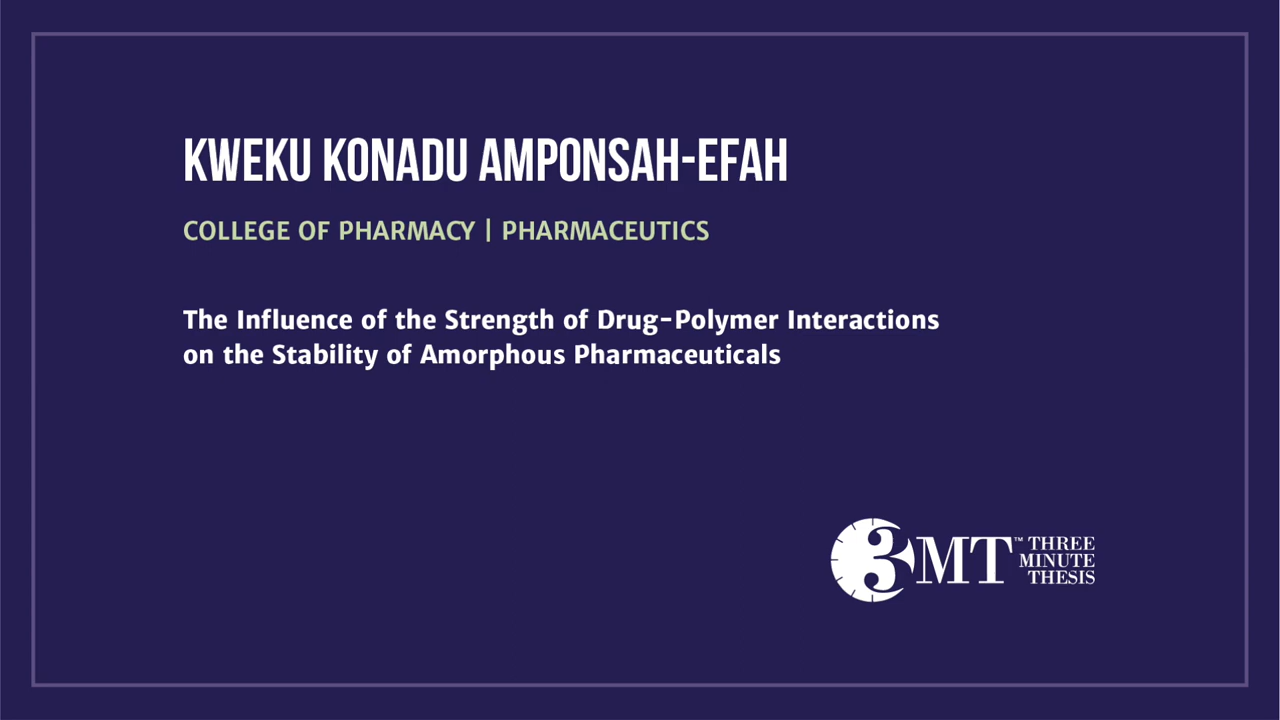 KWEKU KONADU AMPONSAH-EFAH
COLLEGE OF PHARMACY | PHARMACEUTICS
The Influence of the Strength of Drug-Polymer Interactions
on the Stability of Amorphous Pharmaceuticals
3MT™ THREE
MINUTE
THESIS